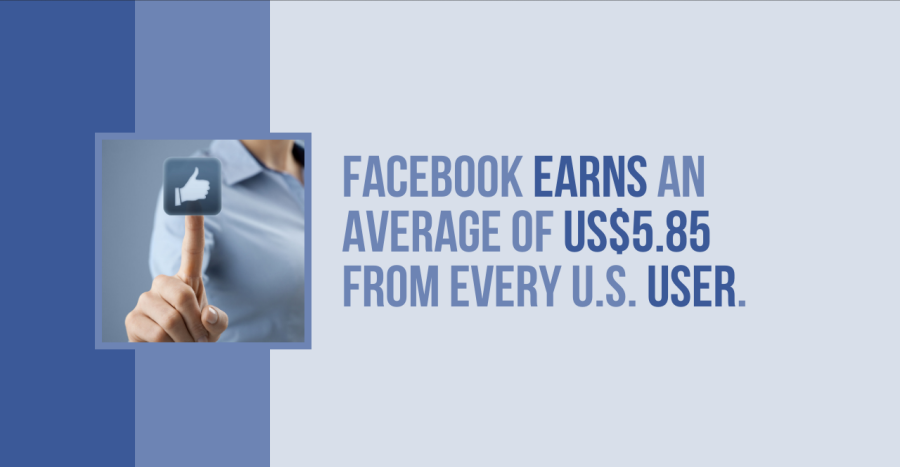 FACEBOOK EARNS AN
AVERAGE OF US$5.85
FROM EVERY U.S. USER.